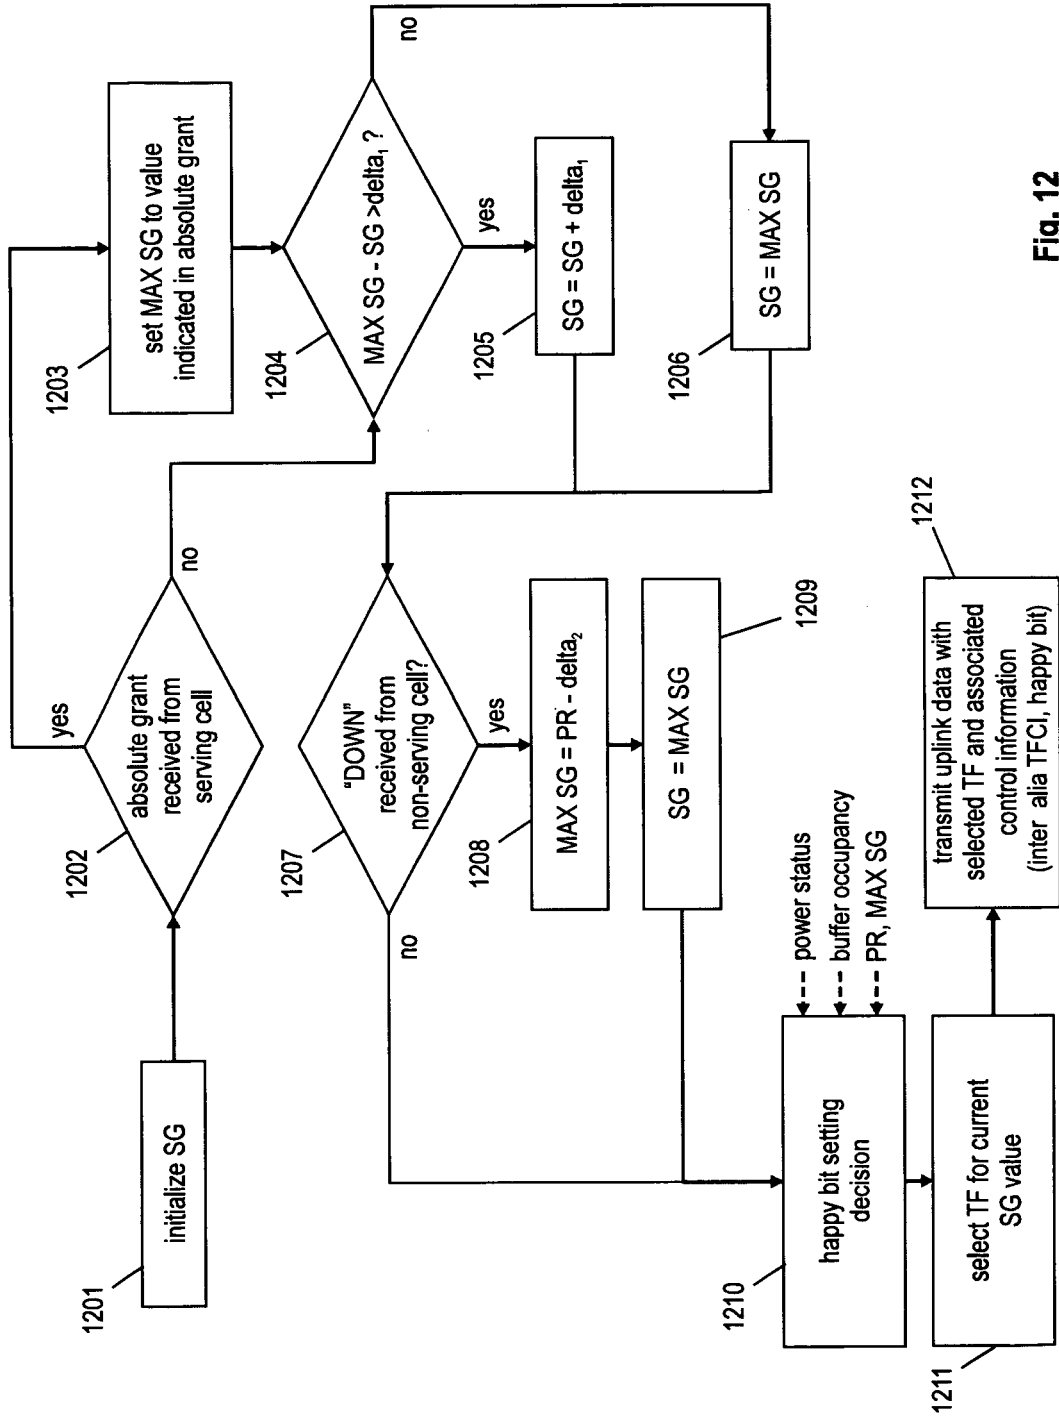 1201
initialize SG
1202
absolute grant
received from
serving cell
yes
no
1203
set MAX SG to value
indicated in absolute grant
1204
MAX SG - SG >delta₁ ?
yes
no
1205
SG = SG + delta₁
1206
SG = MAX SG
1207
"DOWN"
received from
non-serving cell?
no
yes
1208
MAX SG = PR - delta₂
1209
SG = MAX SG
1210
happy bit setting
decision
power status
buffer occupancy
PR, MAX SG
1211
select TF for current
SG value
1212
transmit uplink data with
selected TF and associated
control information
(inter alia TFCI, happy bit)
Fig. 12